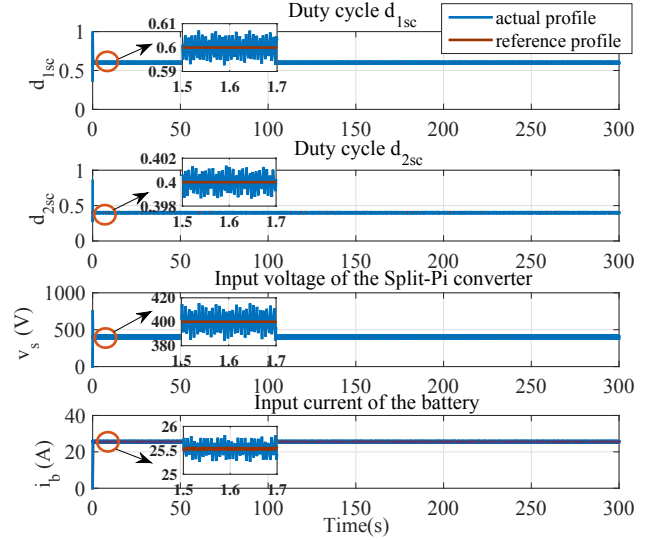 Duty cycle d1sc
actual profile
reference profile
d1sc
1
0.5
0
0.61
0.6
0.59
1.5 1.6 1.7
0 50 100 150 200 250 300
Duty cycle d2sc
d2sc
1
0.5
0
0.402
0.4
0.398
1.5 1.6 1.7
0 50 100 150 200 250 300
Input voltage of the Split-Pi converter
vs (V)
1000
500
0
420
400
380
1.5 1.6 1.7
0 50 100 150 200 250 300
Input current of the battery
ib (A)
40
20
0
26
25.5
25
1.5 1.6 1.7
0 50 100 150 200 250 300
Time(s)